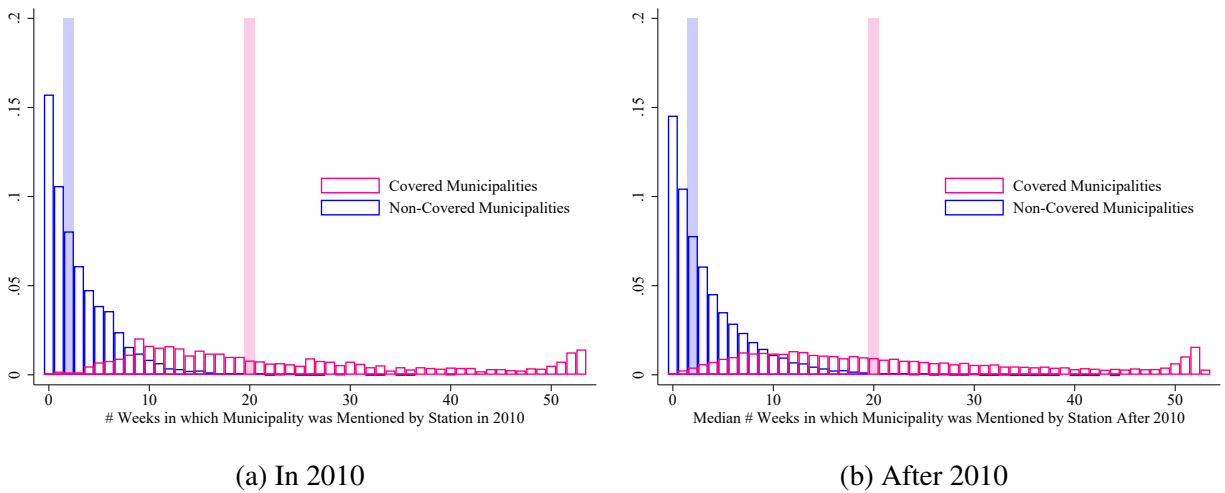 .2
.15
.1
.05
0
Covered Municipalities
Non-Covered Municipalities
0 10 20 30 40 50
# Weeks in which Municipality was Mentioned by Station in 2010
(a) In 2010
.2
.15
.1
.05
0
Covered Municipalities
Non-Covered Municipalities
0 10 20 30 40 50
Median # Weeks in which Municipality was Mentioned by Station After 2010
(b) After 2010